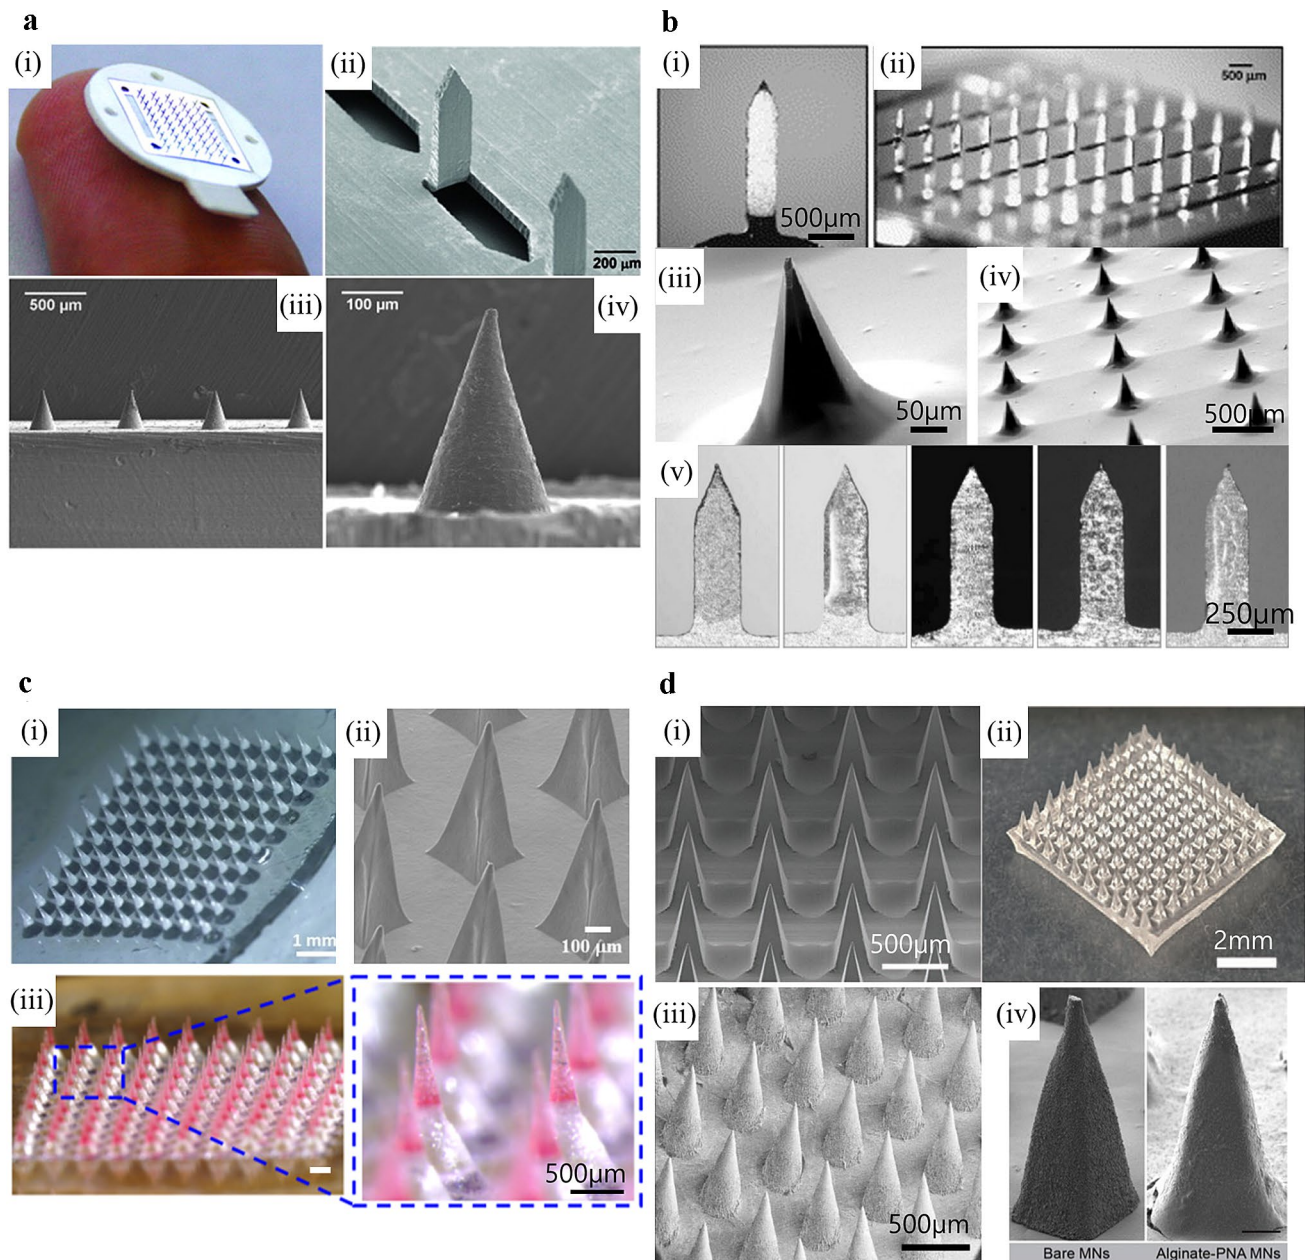 a
(i)
(ii)
200 µm
500 µm
(iii)
100 µm
(iv)
b
(i)
500µm
(ii)
500 µm
(iii)
50µm
(iv)
500µm
(v)
250µm
c
(i)
1 mm
(ii)
100 µm
(iii)
500µm
d
(i)
500µm
(ii)
2mm
(iii)
500µm
(iv)
Bare MNs
Alginate-PNA MNs